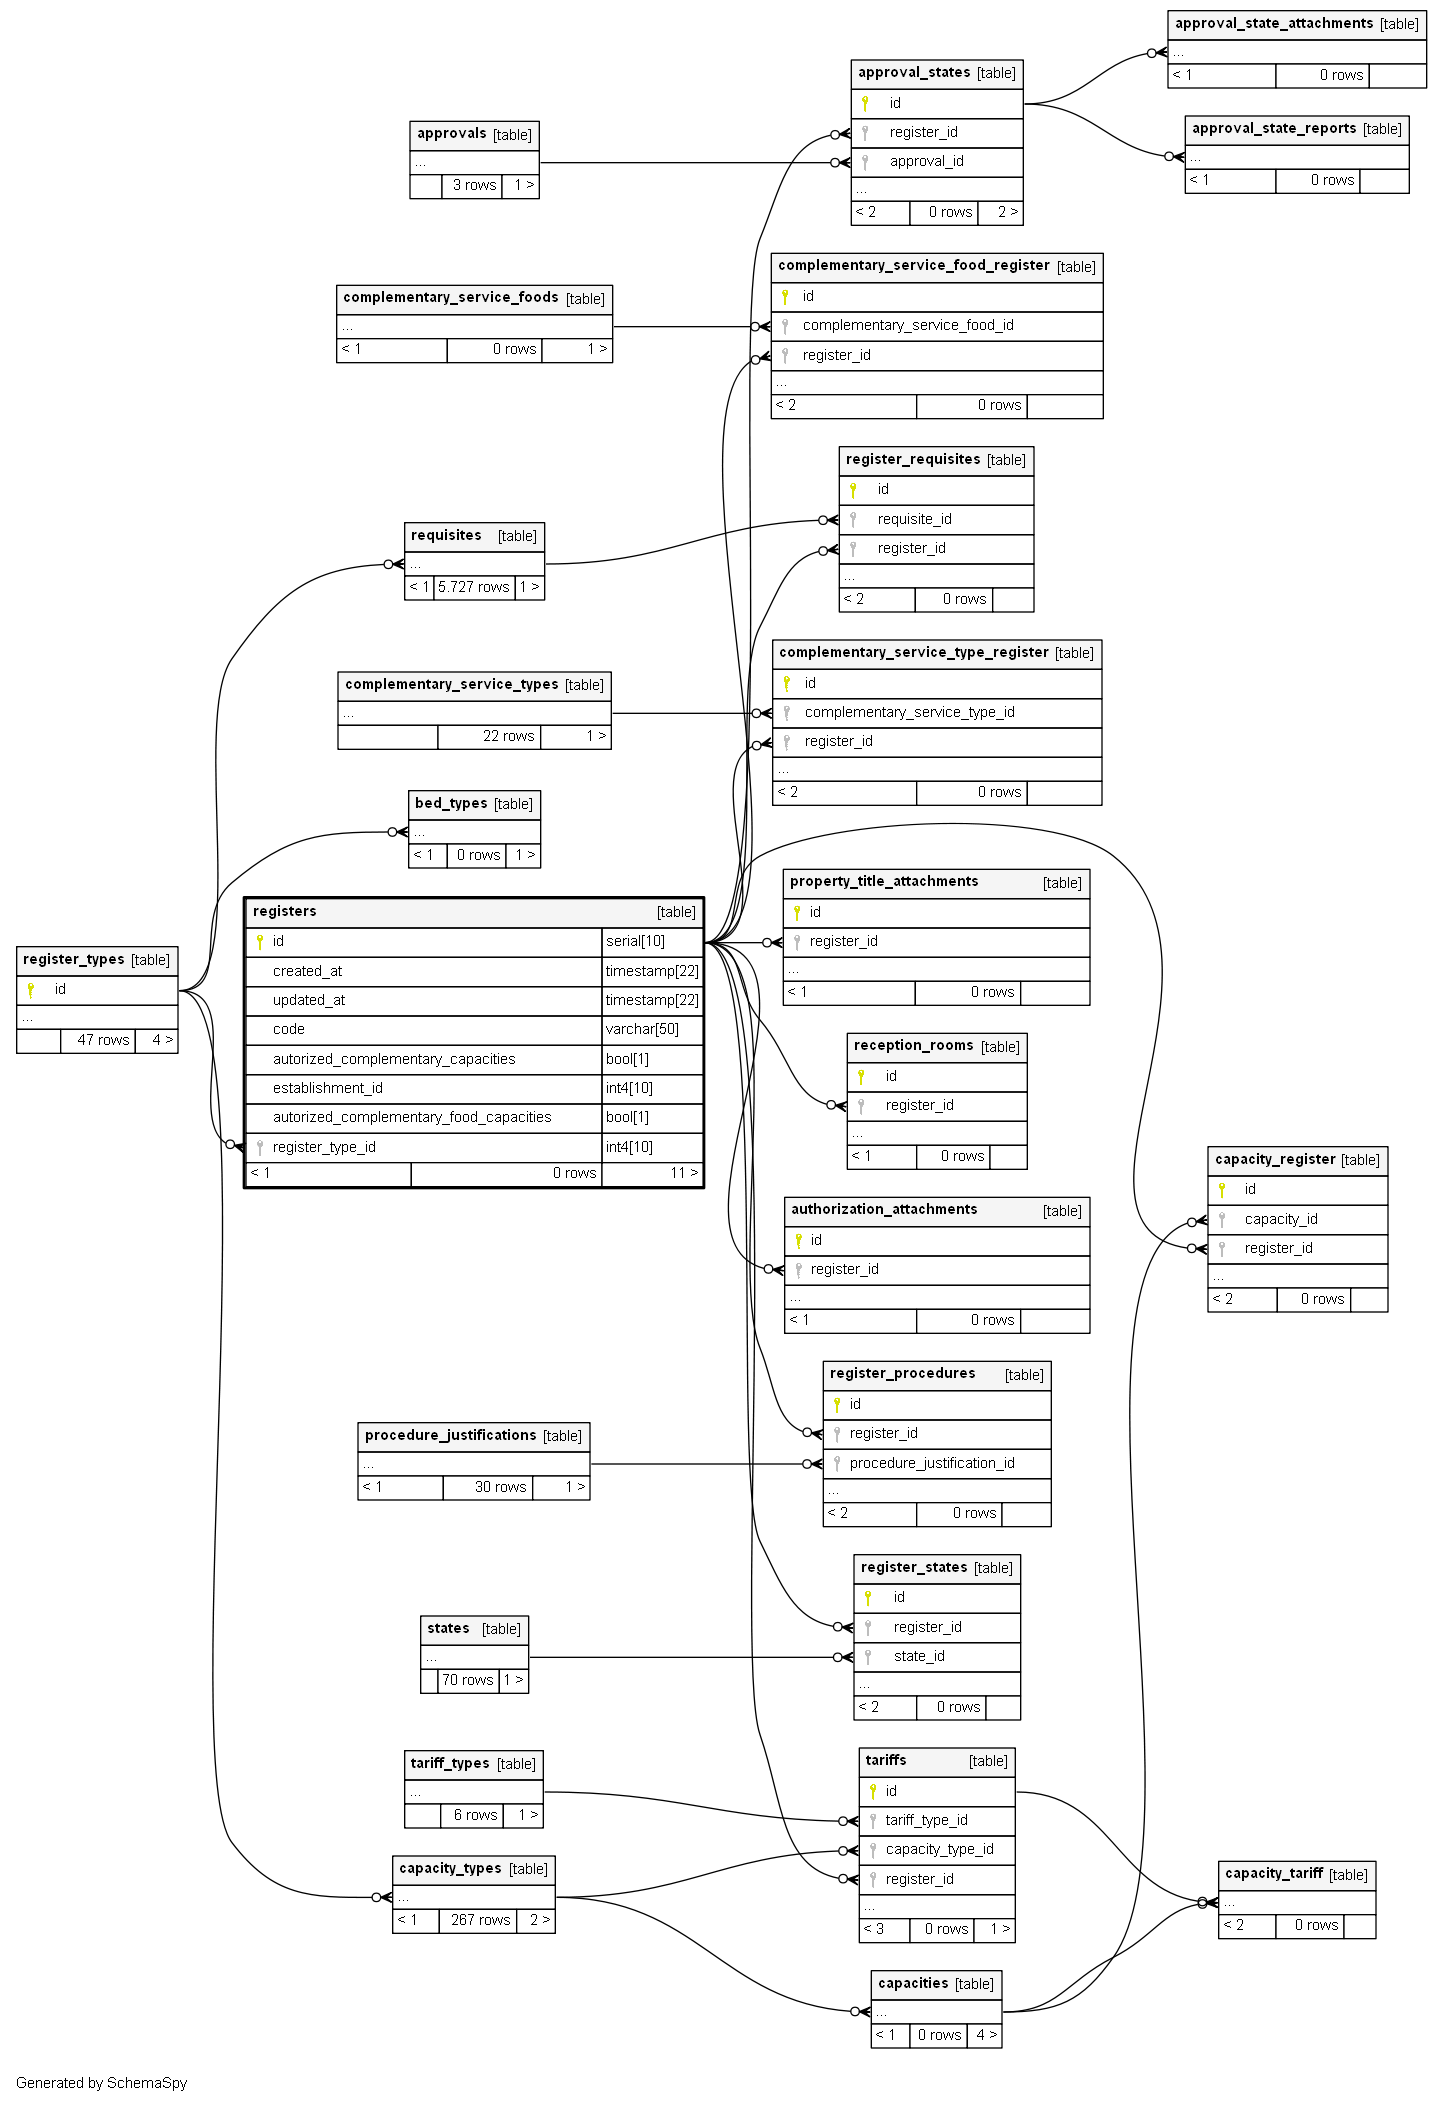 approval_state_attachments [table]
...
< 1 0 rows
approval_states [table]
id
register_id
approval_id
...
< 2 0 rows 2 >
approval_state_reports [table]
...
< 1 0 rows
approvals [table]
...
3 rows 1 >
complementary_service_food_register [table]
id
complementary_service_food_id
register_id
...
< 2 0 rows
complementary_service_foods [table]
...
< 1 0 rows 1 >
register_requisites [table]
id
requisite_id
register_id
...
< 2 0 rows
requisites [table]
...
< 1 5.727 rows 1 >
complementary_service_type_register [table]
id
complementary_service_type_id
register_id
...
< 2 0 rows
complementary_service_types [table]
...
22 rows 1 >
bed_types [table]
...
< 1 0 rows 1 >
property_title_attachments [table]
id
register_id
...
< 1 0 rows
registers [table]
id serial[10]
created_at timestamp[22]
updated_at timestamp[22]
code varchar[50]
autorized_complementary_capacities bool[1]
establishment_id int4[10]
autorized_complementary_food_capacities bool[1]
register_type_id int4[10]
< 1 0 rows 11 >
register_types [table]
id
...
47 rows 4 >
reception_rooms [table]
id
register_id
...
< 1 0 rows
capacity_register [table]
id
capacity_id
register_id
...
< 2 0 rows
authorization_attachments [table]
id
register_id
...
< 1 0 rows
register_procedures [table]
id
register_id
procedure_justification_id
...
< 2 0 rows
procedure_justifications [table]
...
< 1 30 rows 1 >
register_states [table]
id
register_id
state_id
...
< 2 0 rows
states [table]
...
70 rows 1 >
tariffs [table]
id
tariff_type_id
capacity_type_id
register_id
...
< 3 0 rows 1 >
tariff_types [table]
...
6 rows 1 >
capacity_types [table]
...
< 1 267 rows 2 >
capacity_tariff [table]
...
< 2 0 rows
capacities [table]
...
< 1 0 rows 4 >
Generated by SchemaSpy